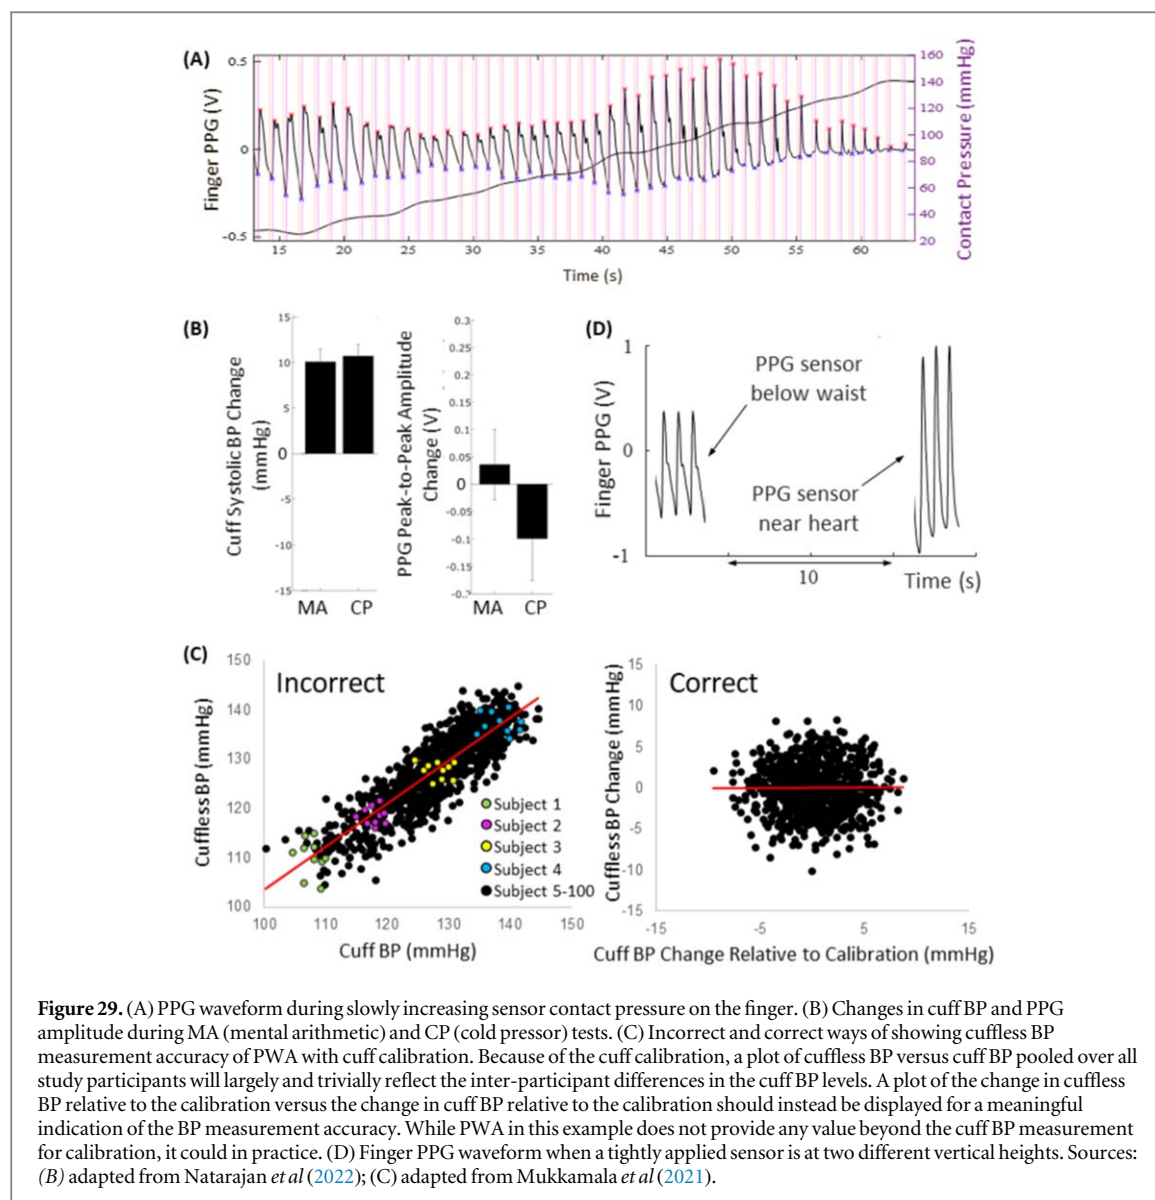 (A)
0.5
0
-0.5
Finger PPG (V)
160
140
120
100
80
60
40
20
Contact Pressure (mmHg)
15 20 25 30 35 40 45 50 55 60
Time (s)
(B)
Cuff Systolic BP Change
(mmHg)
15
10
5
0
-5
-10
-15
MA CP
PPG Peak-to-Peak Amplitude
Change (V)
0.3
0.25
0.2
0.15
0.1
0.05
0
-0.05
-0.1
-0.15
MA CP
(D)
Finger PPG (V)
1
0
-1
PPG sensor
below waist
PPG sensor
near heart
10
Time (s)
(C)
Incorrect
Cuffless BP (mmHg)
150
140
130
120
110
100
Subject 1
Subject 2
Subject 3
Subject 4
Subject 5-100
100 110 120 130 140 150
Cuff BP (mmHg)
Correct
Cuffless BP Change (mmHg)
15
10
5
0
-5
-10
-15
-15 -5 5 15
Cuff BP Change Relative to Calibration (mmHg)
Figure 29. (A) PPG waveform during slowly increasing sensor contact pressure on the finger. (B) Changes in cuff BP and PPG
amplitude during MA (mental arithmetic) and CP (cold pressor) tests. (C) Incorrect and correct ways of showing cuffless BP
measurement accuracy of PWA with cuff calibration. Because of the cuff calibration, a plot of cuffless BP versus cuff BP pooled over all
study participants will largely and trivially reflect the inter-participant differences in the cuff BP levels. A plot of the change in cuffless
BP relative to the calibration versus the change in cuff BP relative to the calibration should instead be displayed for a meaningful
indication of the BP measurement accuracy. While PWA in this example does not provide any value beyond the cuff BP measurement
for calibration, it could in practice. (D) Finger PPG waveform when a tightly applied sensor is at two different vertical heights. Sources:
(B) adapted from Natarajan et al (2022); (C) adapted from Mukkamala et al (2021).